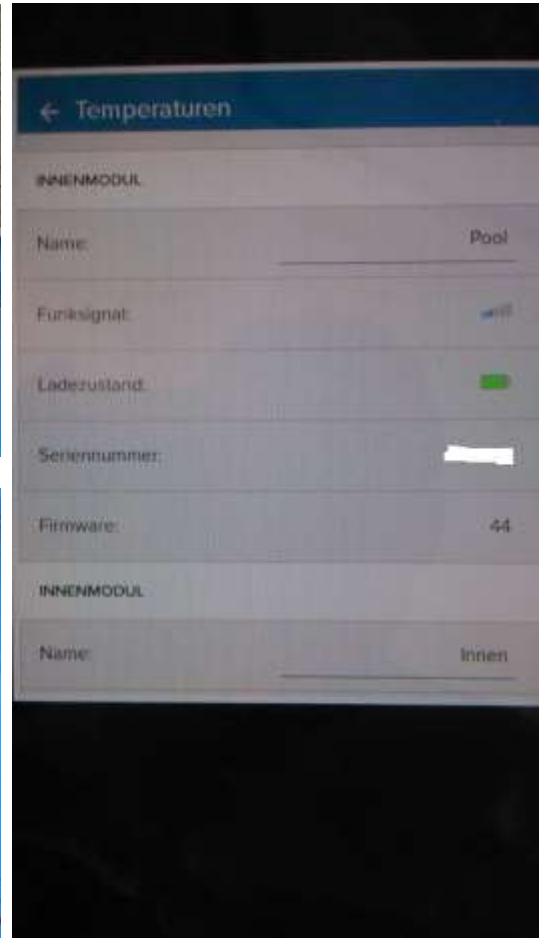 ← Temperaturen
INNENMODUL
Name: Pool
Funksignal:
Ladezustand:
Seriennummer:
Firmware: 44
INNENMODUL
Name: Innen